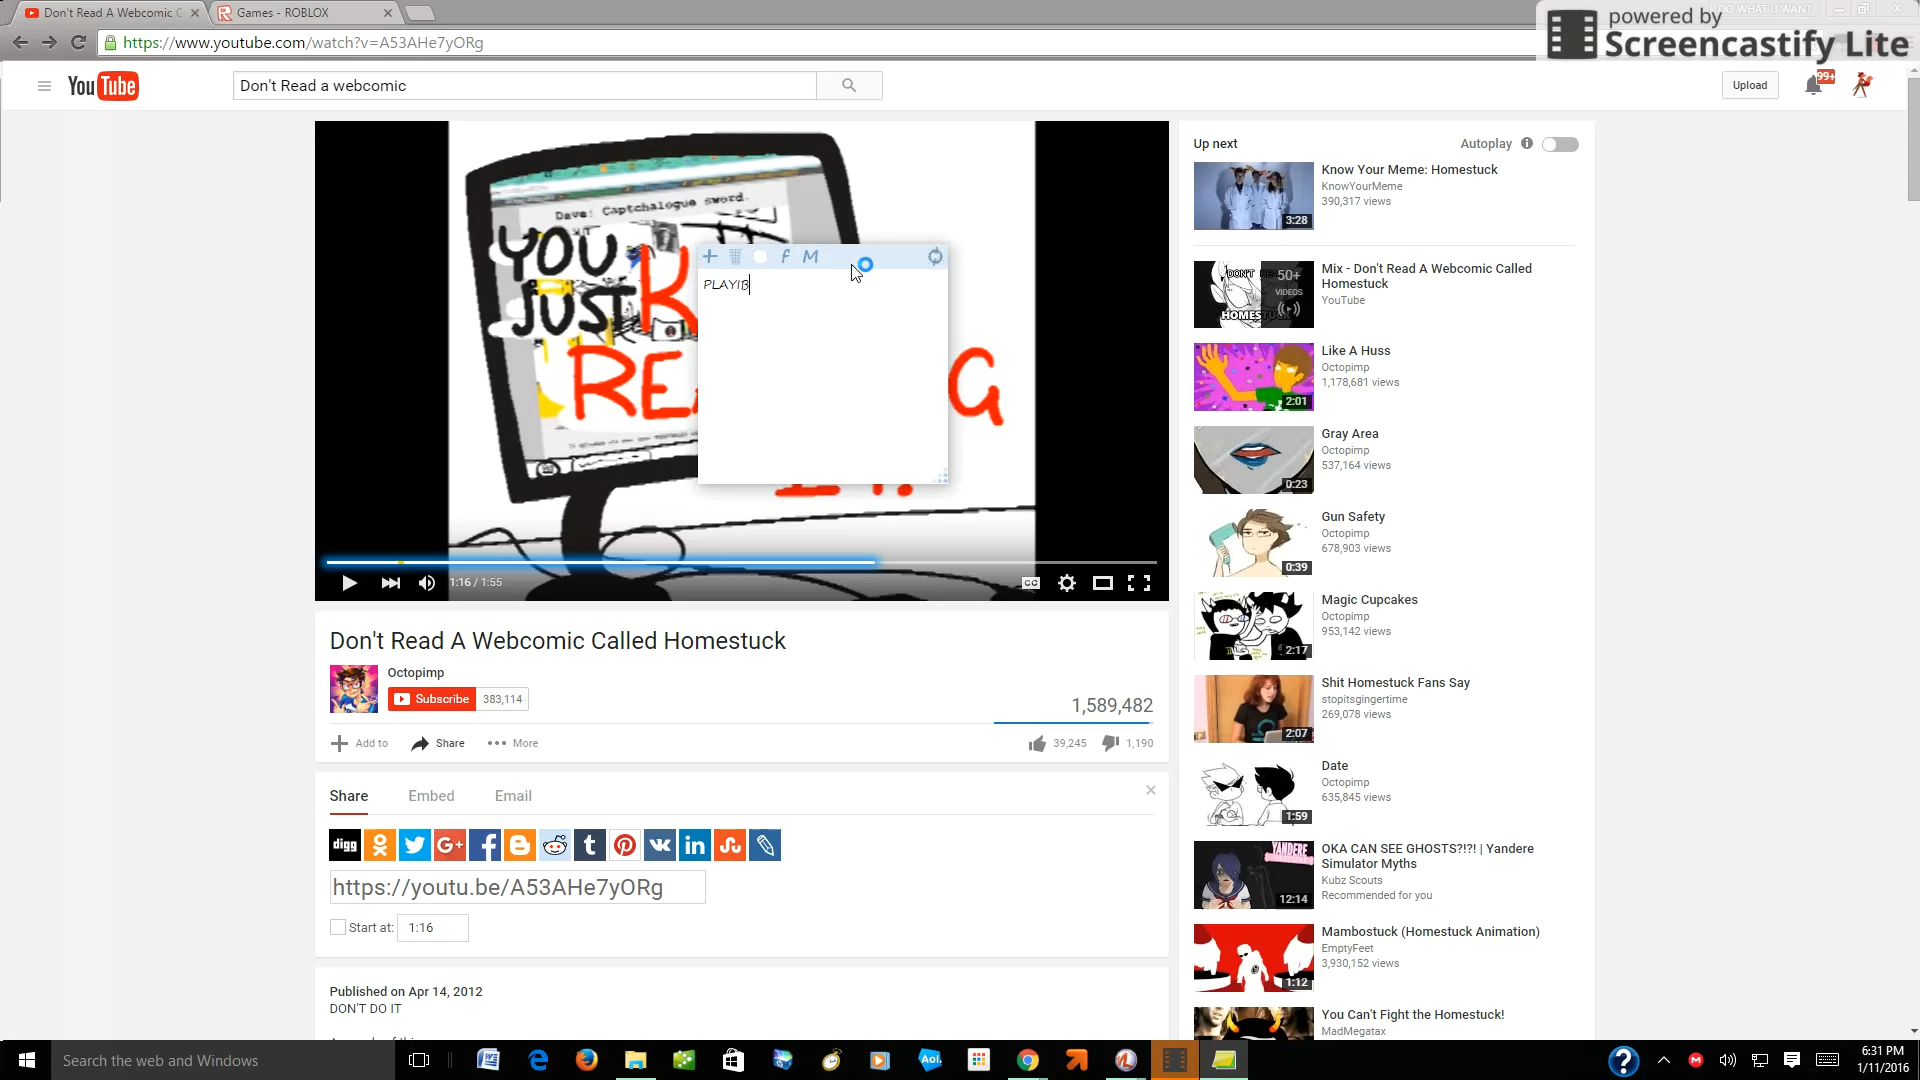 Don't Read A Webcomic C
Games - ROBLOX
DO WHAT U WANT
powered by
Screencastify Lite
https://www.youtube.com/watch?v=A53AHe7yORg
YouTube
Don't Read a webcomic
Upload
99+
Dave: Captchalogue sword.
YOU
JUST
K
REA
G
f M
PLAYIB
1:16 / 1:55
CC
Up next
Autoplay
Know Your Meme: Homestuck
KnowYourMeme
390,317 views
3:28
Mix - Don't Read A Webcomic Called
Homestuck
YouTube
50+
VIDEOS
Like A Huss
Octopimp
1,178,681 views
2:01
Gray Area
Octopimp
537,164 views
0:23
Gun Safety
Octopimp
678,903 views
0:39
Magic Cupcakes
Octopimp
953,142 views
2:17
Shit Homestuck Fans Say
stopitsgingertime
269,078 views
2:07
Date
Octopimp
635,845 views
1:59
OKA CAN SEE GHOSTS?!?! | Yandere
Simulator Myths
Kubz Scouts
Recommended for you
YANDERE
12:14
Mambostuck (Homestuck Animation)
EmptyFeet
3,930,152 views
1:12
You Can't Fight the Homestuck!
MadMegatax
Don't Read A Webcomic Called Homestuck
Octopimp
Subscribe
383,114
1,589,482
Add to
Share
More
39,245
1,190
Share
Embed
Email
digg
G+
https://youtu.be/A53AHe7yORg
Start at:
1:16
Published on Apr 14, 2012
DON'T DO IT
Search the web and Windows
Aol.
6:31 PM
1/11/2016